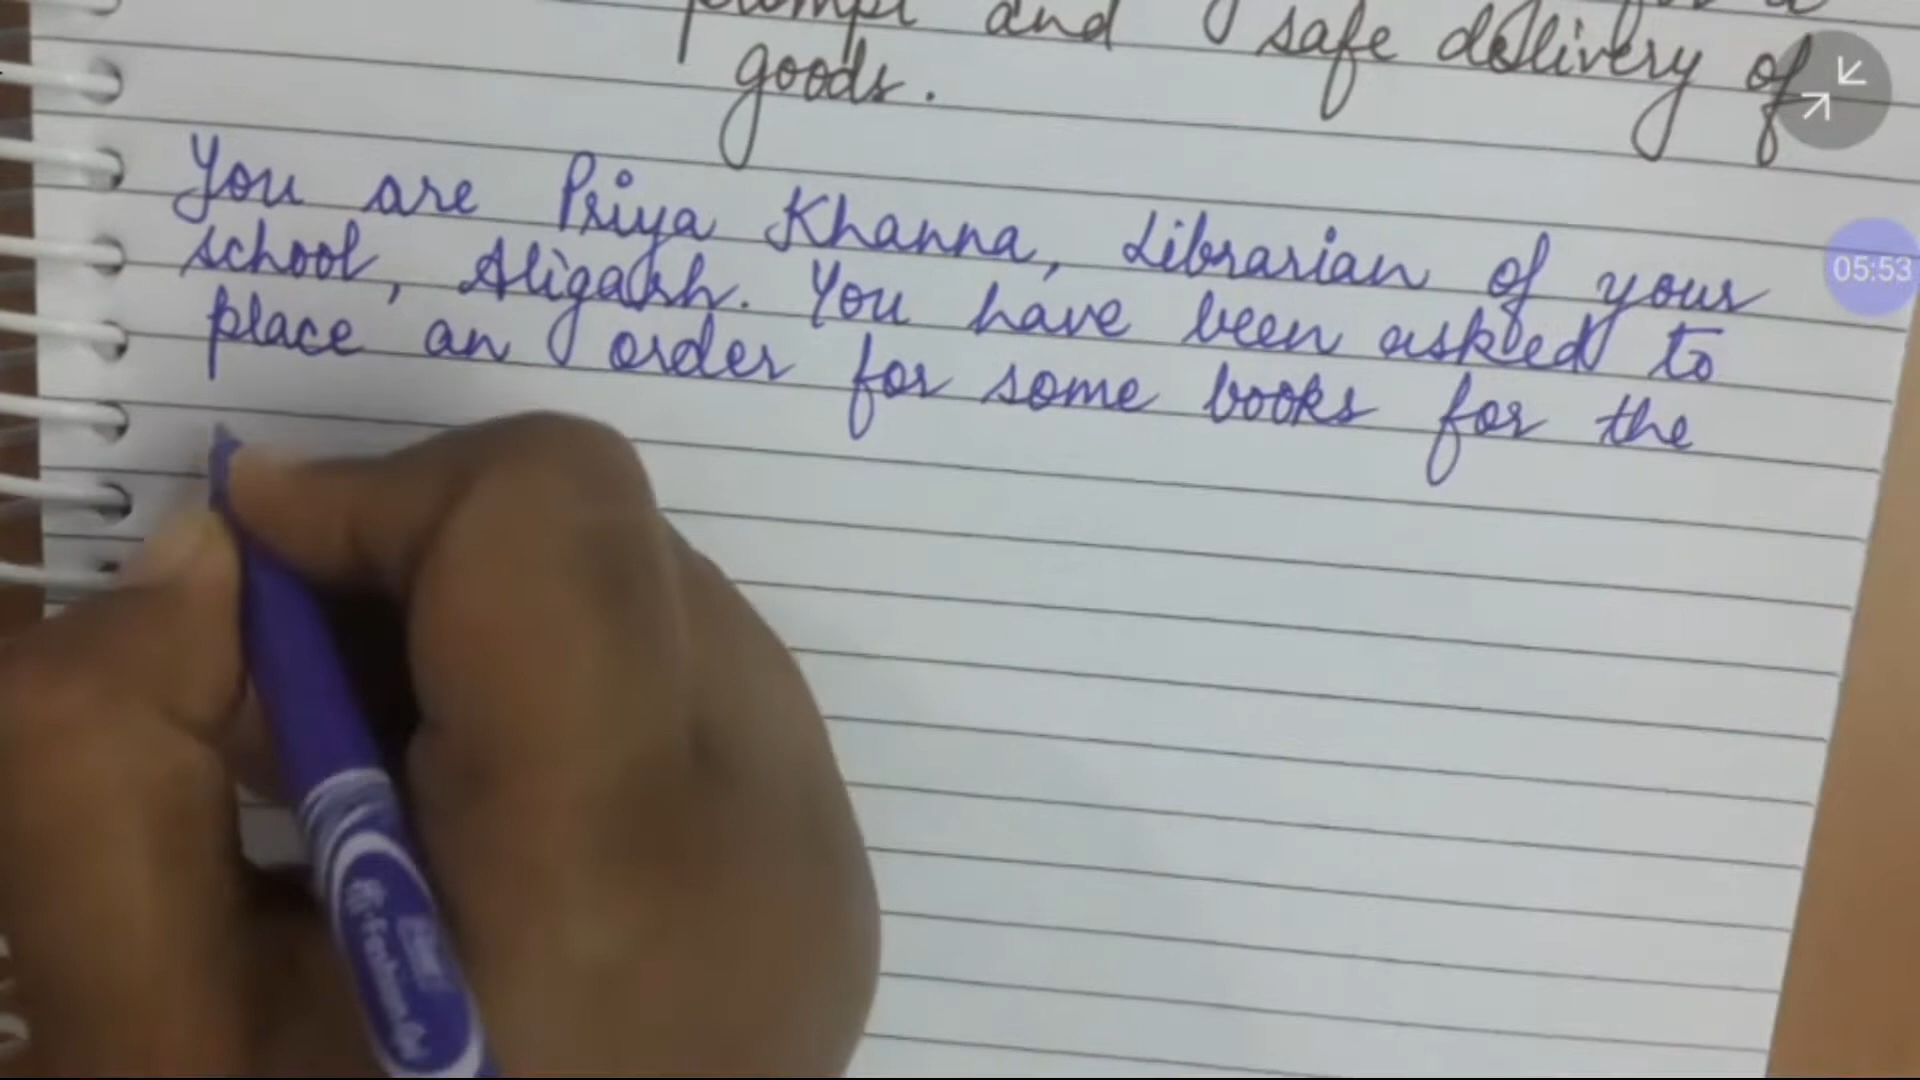 prompt and safe delivery of
goods.
You are Priya Khanna, Librarian of your
school, Aligarh. You have been asked to
place an order for some books for the
05:53